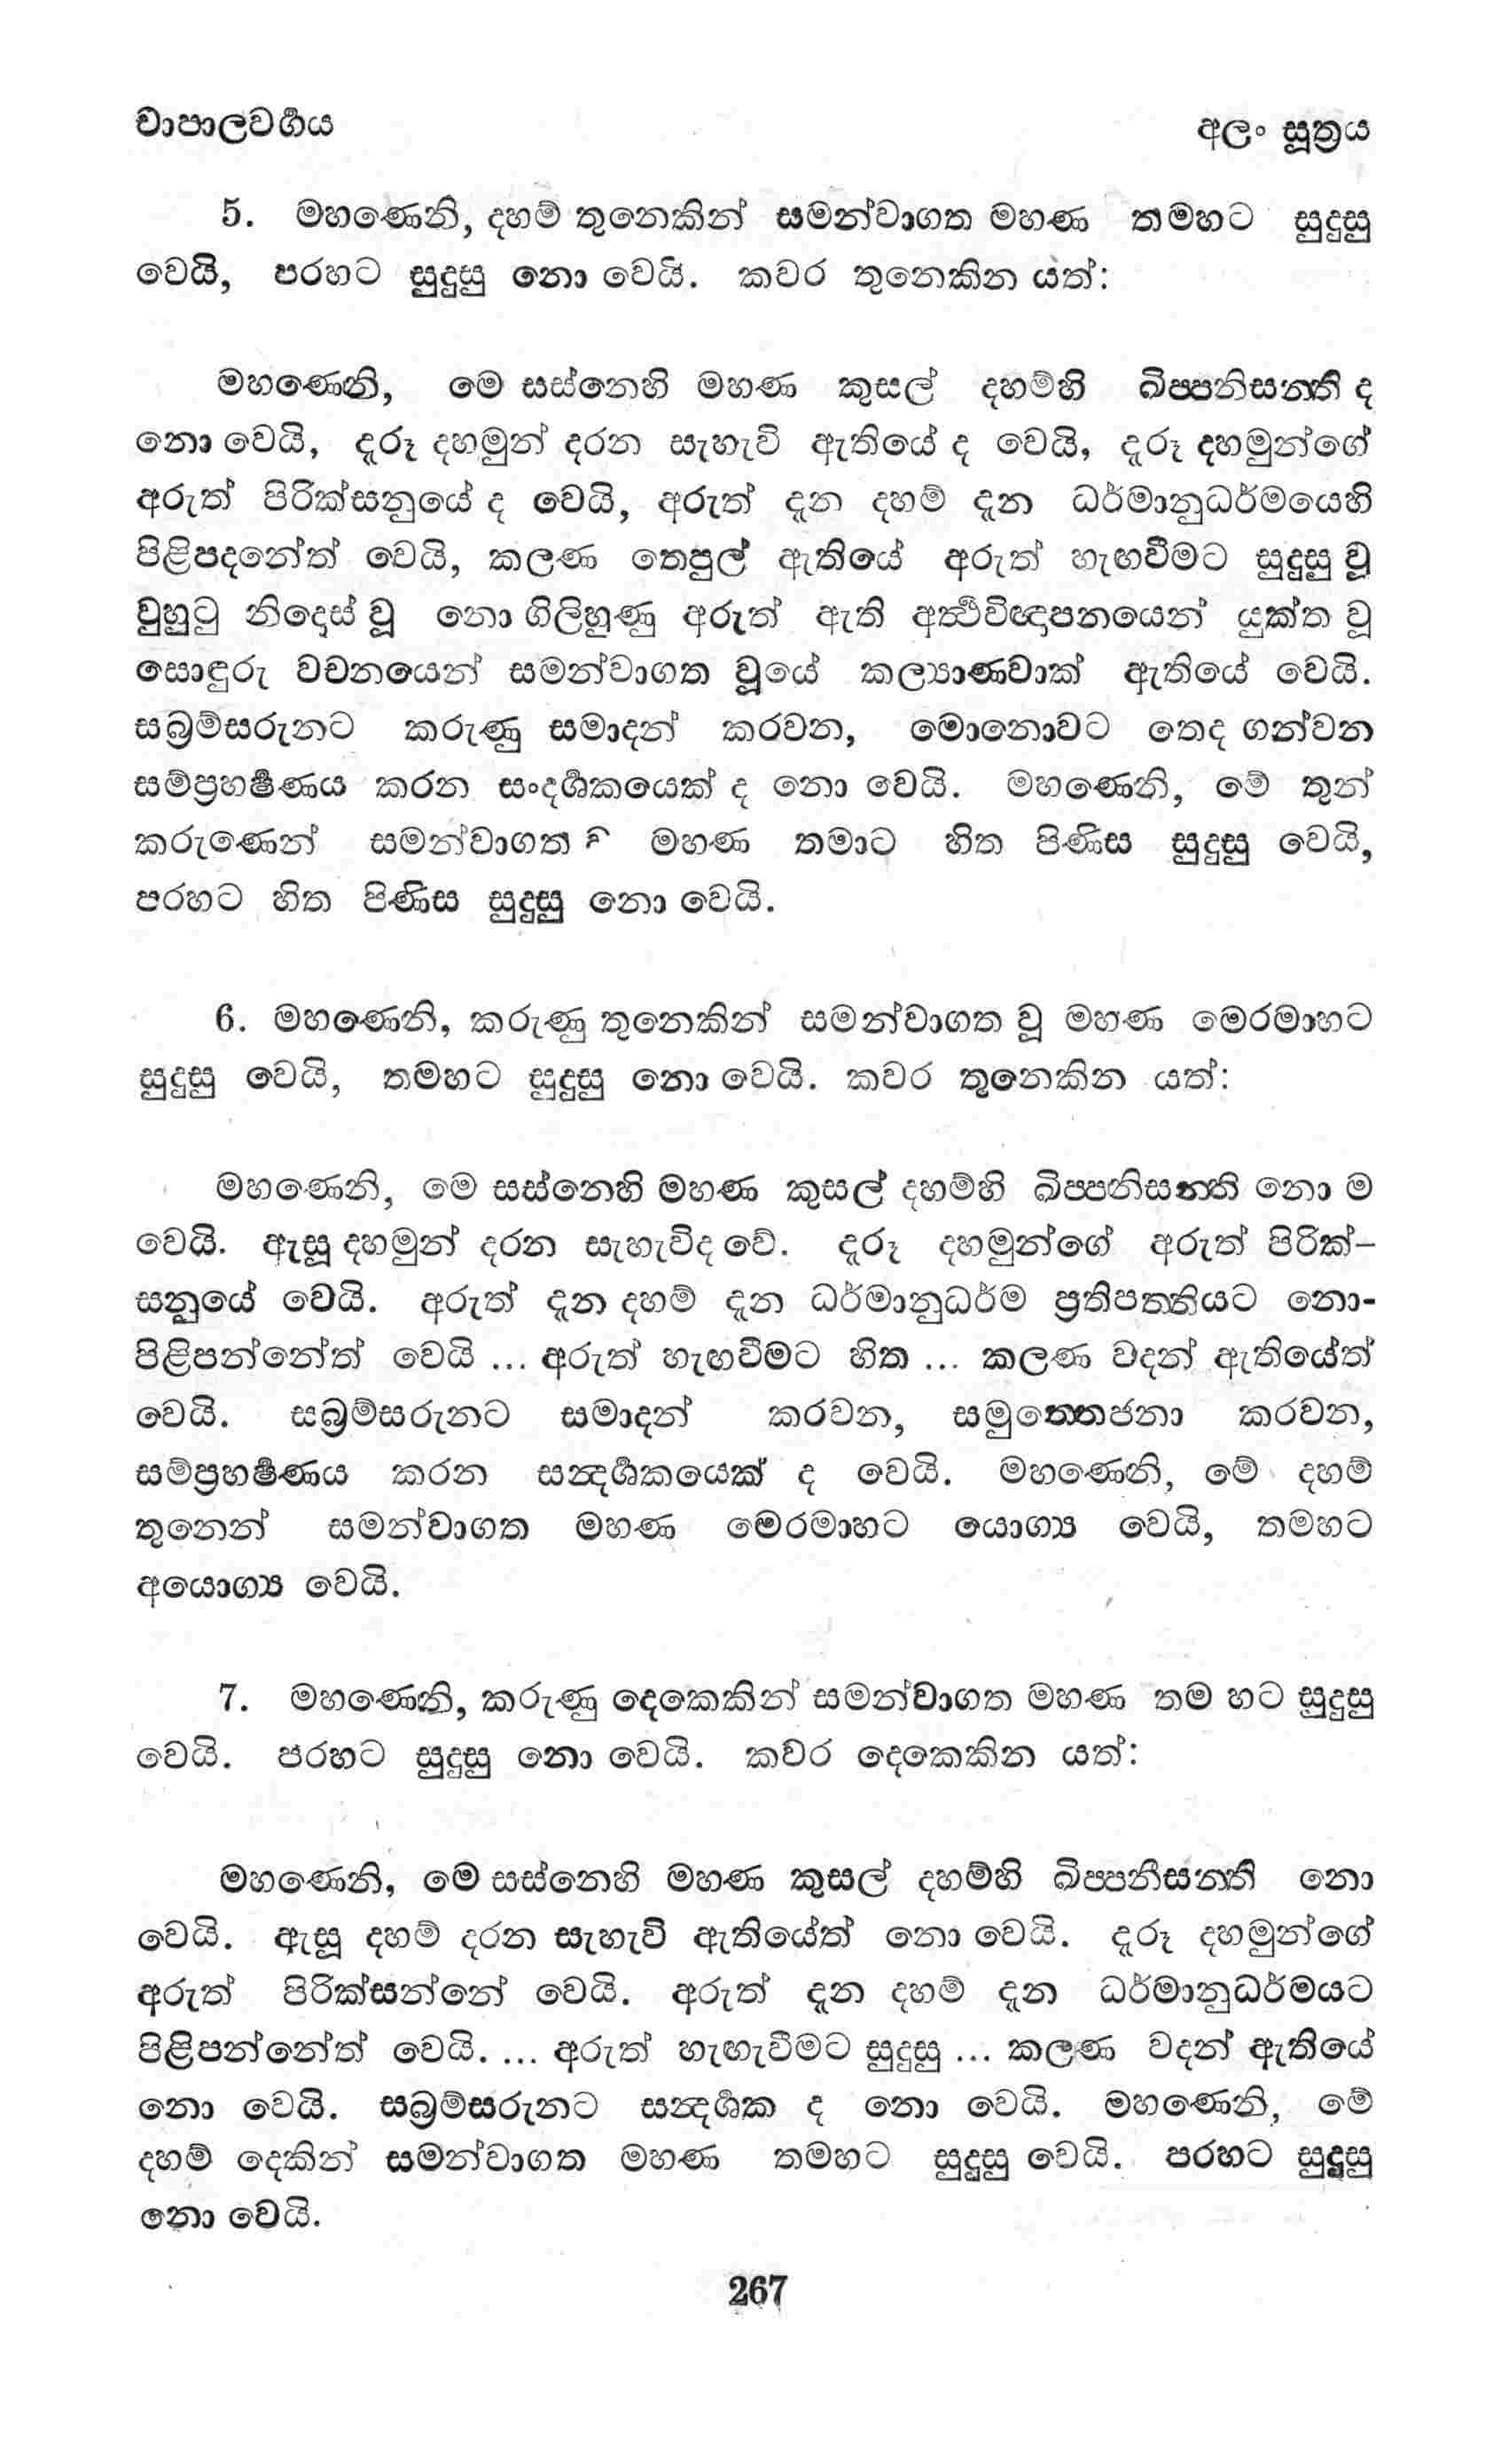 චාපාලවර්‍ගය
අලං සූත්‍රය
5. මහණෙනි, දහම් තුනෙකින් සමන්වාගත මහණ තමහට සුදුසු
වෙයි, පරහට සුදුසු නො වෙයි. කවර තුනෙකින යත්:
මහණෙනි, මෙ සස්නෙහි මහණ කුසල් දහම්හි ඛිප්පනිසන්ති ද
නො වෙයි, දැරූ දහමුන් දරන සැහැවි ඇතියේ ද වෙයි, දැරූ දහමුන්ගේ
අරුත් පිරික්සනුයේ ද වෙයි, අරුත් දැන දහම් දැන ධර්මානුධර්මයෙහි
පිළිපදනේත් වෙයි, කලණ තෙපුල් ඇතියේ අරුත් හැඟවීමට සුදුසු වූ
වුහුටු නිදොස් වූ නො ගිලිහුණු අරුත් ඇති අර්‍ත්‍ථවිඥාපනයෙන් යුක්ත වූ
සොඳුරු වචනයෙන් සමන්වාගත වූයේ කල්‍යාණවාක් ඇතියේ වෙයි.
සබ්‍රම්සරුනට කරුණු සමාදන් කරවන, මොනොවට තෙද ගන්වන
සම්ප්‍රහර්‍ෂණය කරන සංදර්‍ශකයෙක් ද නො වෙයි. මහණෙනි, මේ තුන්
කරුණෙන් සමන්වාගත මහණ තමාට හිත පිණිස සුදුසු වෙයි,
පරහට හිත පිණිස සුදුසු නො වෙයි.
6. මහණෙනි, කරුණු තුනෙකින් සමන්වාගත වූ මහණ මෙරමාහට
සුදුසු වෙයි, තමහට සුදුසු නො වෙයි. කවර තුනෙකින යත්:
මහණෙනි, මෙ සස්නෙහි මහණ කුසල් දහම්හි ඛිප්පනිසන්ති නො ම
වෙයි. ඇසූ දහමුන් දරන සැහැවිද වේ. දැරූ දහමුන්ගේ අරුත් පිරික්-
සනුයේ වෙයි. අරුත් දැන දහම් දැන ධර්මානුධර්ම ප්‍රතිපත්තියට නො-
පිළිපන්නේත් වෙයි ... අරුත් හැඟවීමට හිත ... කලණ වදන් ඇතියේත්
වෙයි. සබ්‍රම්සරුනට සමාදන් කරවන, සමුත්තෙජනා කරවන,
සම්ප්‍රහර්‍ෂණය කරන සන්‍දර්‍ශකයෙක් ද වෙයි. මහණෙනි, මේ දහම්
තුනෙන් සමන්වාගත මහණ මෙරමාහට යොග්‍ය වෙයි, තමහට
අයොග්‍ය වෙයි.
7. මහණෙනි, කරුණු දෙකෙකින් සමන්වාගත මහණ තම හට සුදුසු
වෙයි. පරහට සුදුසු නො වෙයි. කවර දෙකෙකින යත්:
මහණෙනි, මෙ සස්නෙහි මහණ කුසල් දහම්හි ඛිප්පනීසන්ති නො
වෙයි. ඇසූ දහම් දරන සැහැවි ඇතියේත් නො වෙයි. දැරූ දහමුන්ගේ
අරුත් පිරික්සන්නේ වෙයි. අරුත් දැන දහම් දැන ධර්මානුධර්මයට
පිළිපන්නේත් වෙයි. ... අරුත් හැඟැවීමට සුදුසු ... කලණ වදන් ඇතියේ
නො වෙයි. සබ්‍රම්සරුනට සන්‍දර්‍ශක ද නො වෙයි. මහණෙනි, මේ
දහම් දෙකින් සමන්වාගත මහණ තමහට සුදුසු වෙයි. පරහට සුදුසු
නො වෙයි.
267